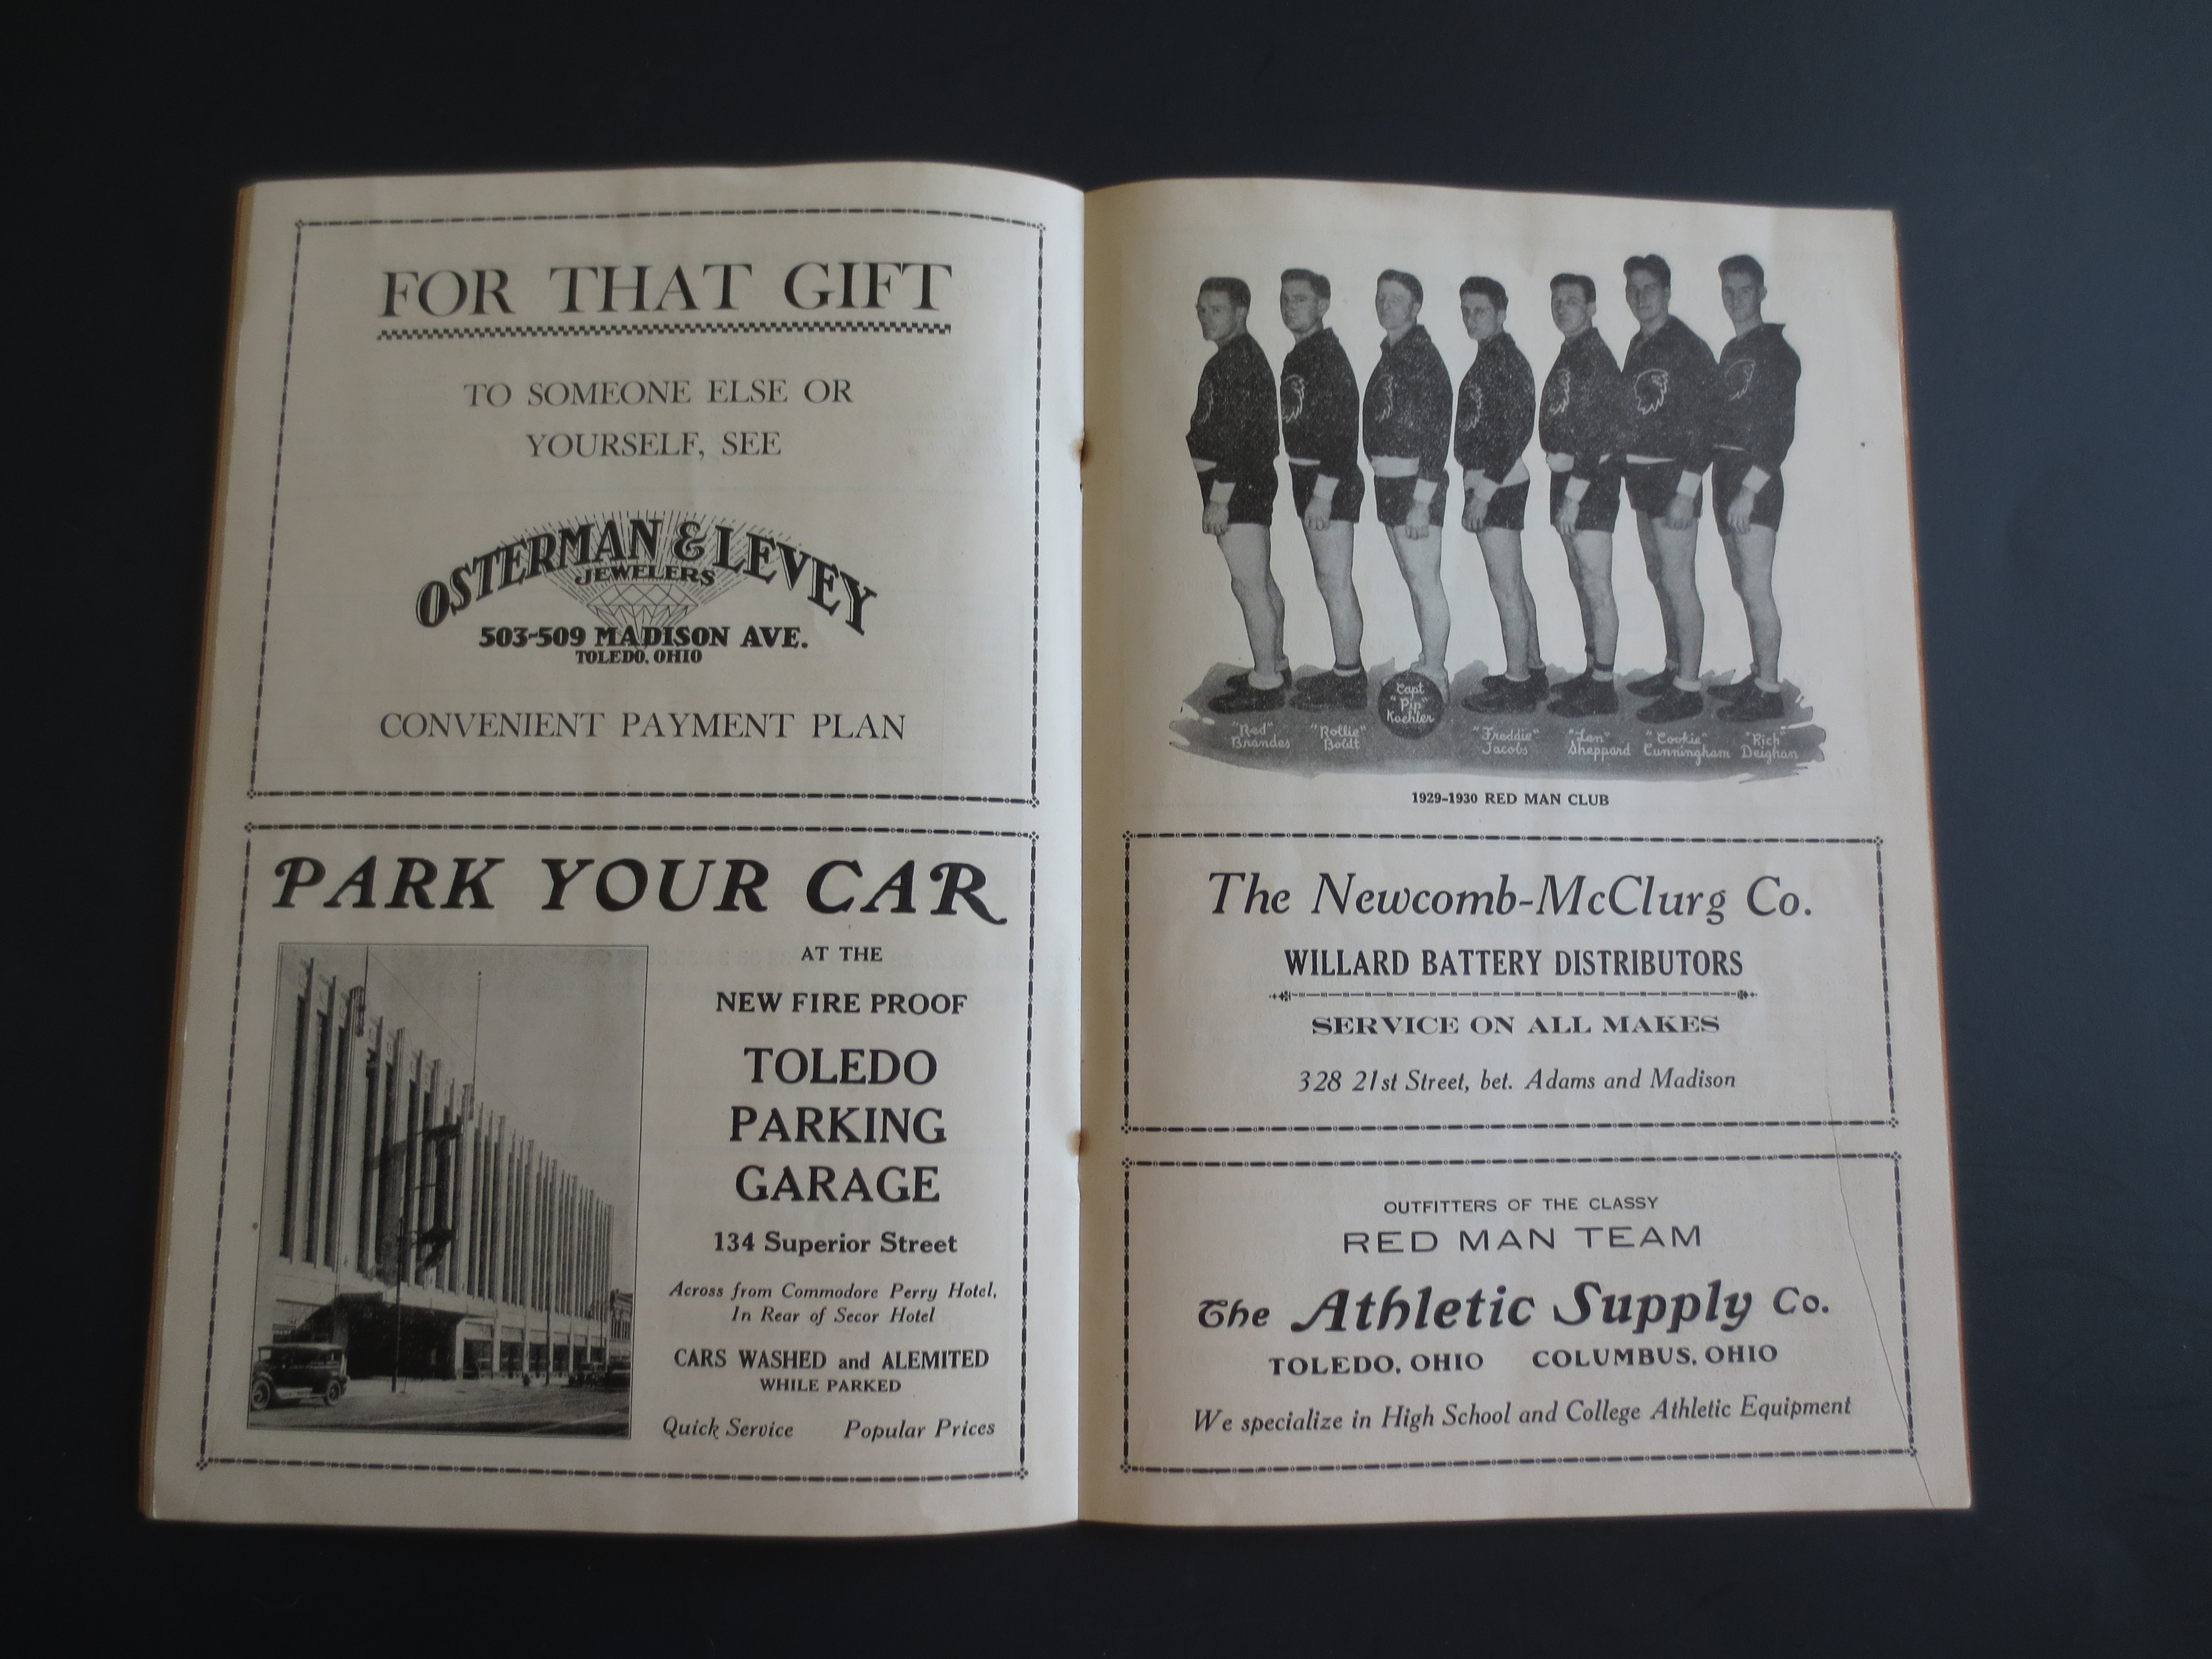 FOR THAT GIFT
TO SOMEONE ELSE OR
YOURSELF, SEE
OSTERMAN & LEVEY
JEWELERS
503-509 MADISON AVE.
TOLEDO, OHIO
CONVENIENT PAYMENT PLAN
PARK YOUR CAR
AT THE
NEW FIRE PROOF
TOLEDO
PARKING
GARAGE
134 Superior Street
Across from Commodore Perry Hotel,
In Rear of Secor Hotel
CARS WASHED and ALEMITED
WHILE PARKED
Quick Service Popular Prices
"Red"
Brandes
"Rollie"
Boldt
Capt
"Pip"
Koehler
"Freddie"
Jacobs
"Len"
Sheppard
"Cookie"
Cunningham
"Rich"
Deighan
1929-1930 RED MAN CLUB
The Newcomb-McClurg Co.
WILLARD BATTERY DISTRIBUTORS
SERVICE ON ALL MAKES
328 21st Street, bet. Adams and Madison
OUTFITTERS OF THE CLASSY
RED MAN TEAM
The Athletic Supply Co.
TOLEDO, OHIO COLUMBUS, OHIO
We specialize in High School and College Athletic Equipment